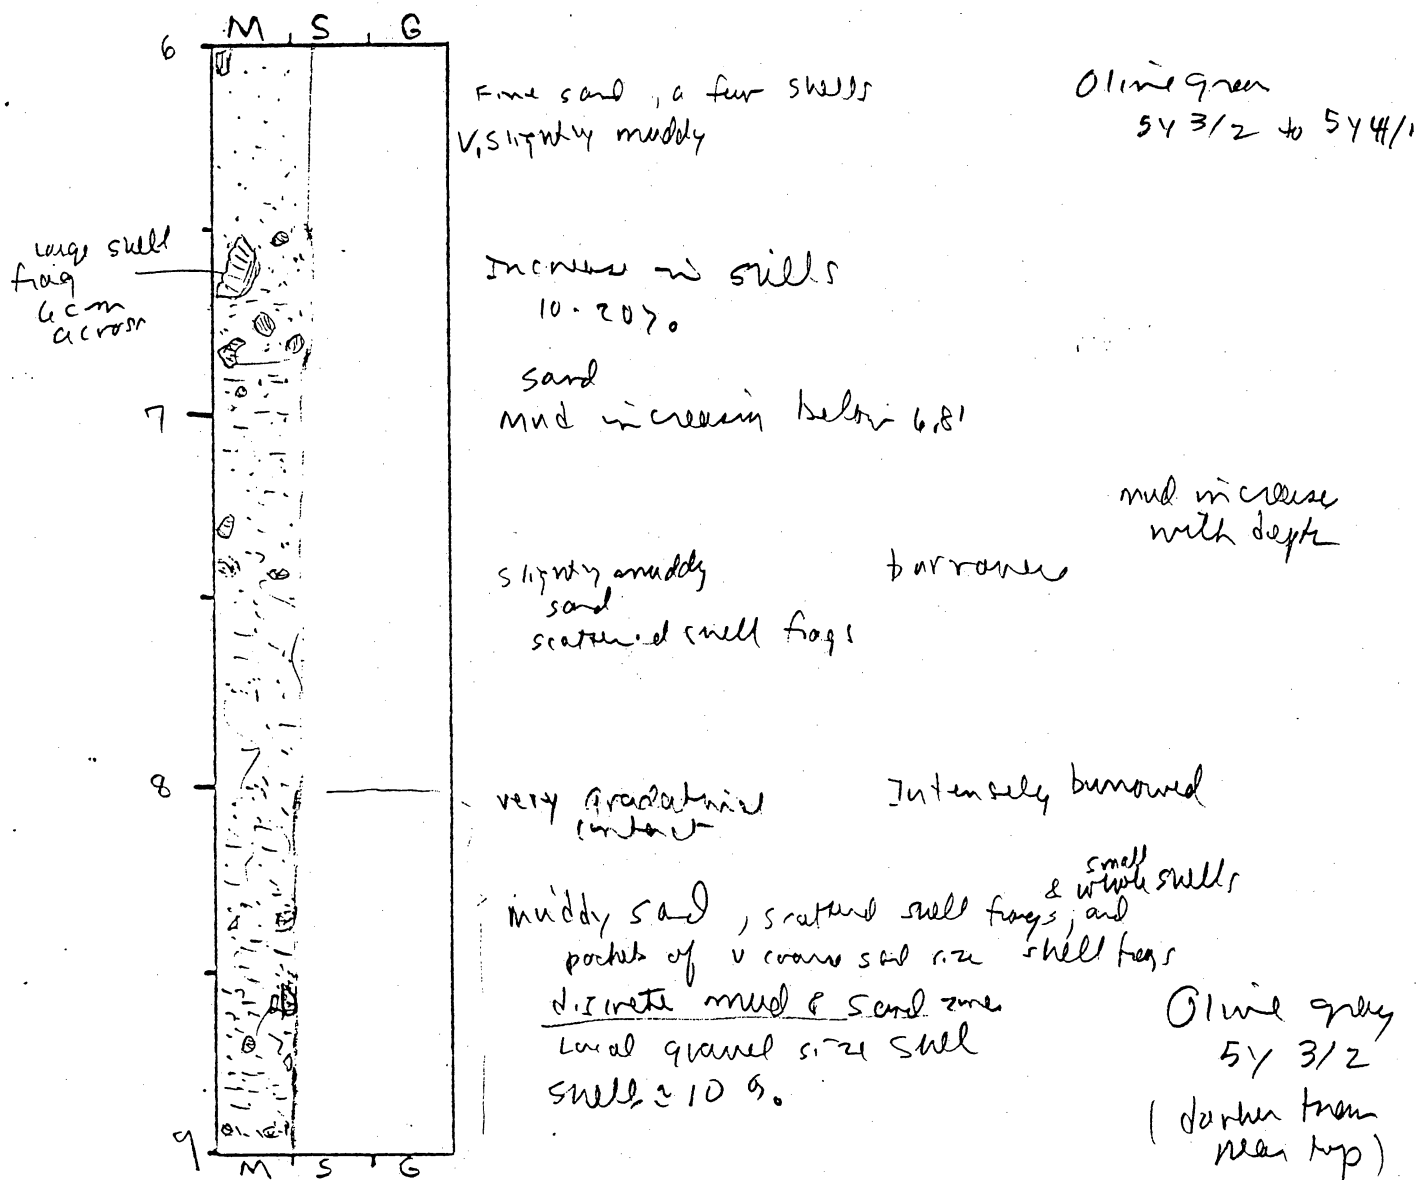 M S G
6
Fine sand, a few shells
V. slightly muddy
Olive gray
5Y 3/2 to 5Y 4/1
large shell
frag
6 cm
across
Increase in shells
10-20%
sand
7
mud increasing below 6.8'
mud increase
with depth
slightly muddy
sand
scattered shell frags
burrowed
8
very gradational
contact
Intensely burrowed
muddy sand, scattered shell frags, & small whole shells, and
pockets of v coarse sand size shell frags
discrete mud & sand zones
Local gravel size shell
shell ≈ 10%
Olive gray
5Y 3/2
(darker than
near top)
9
M S G